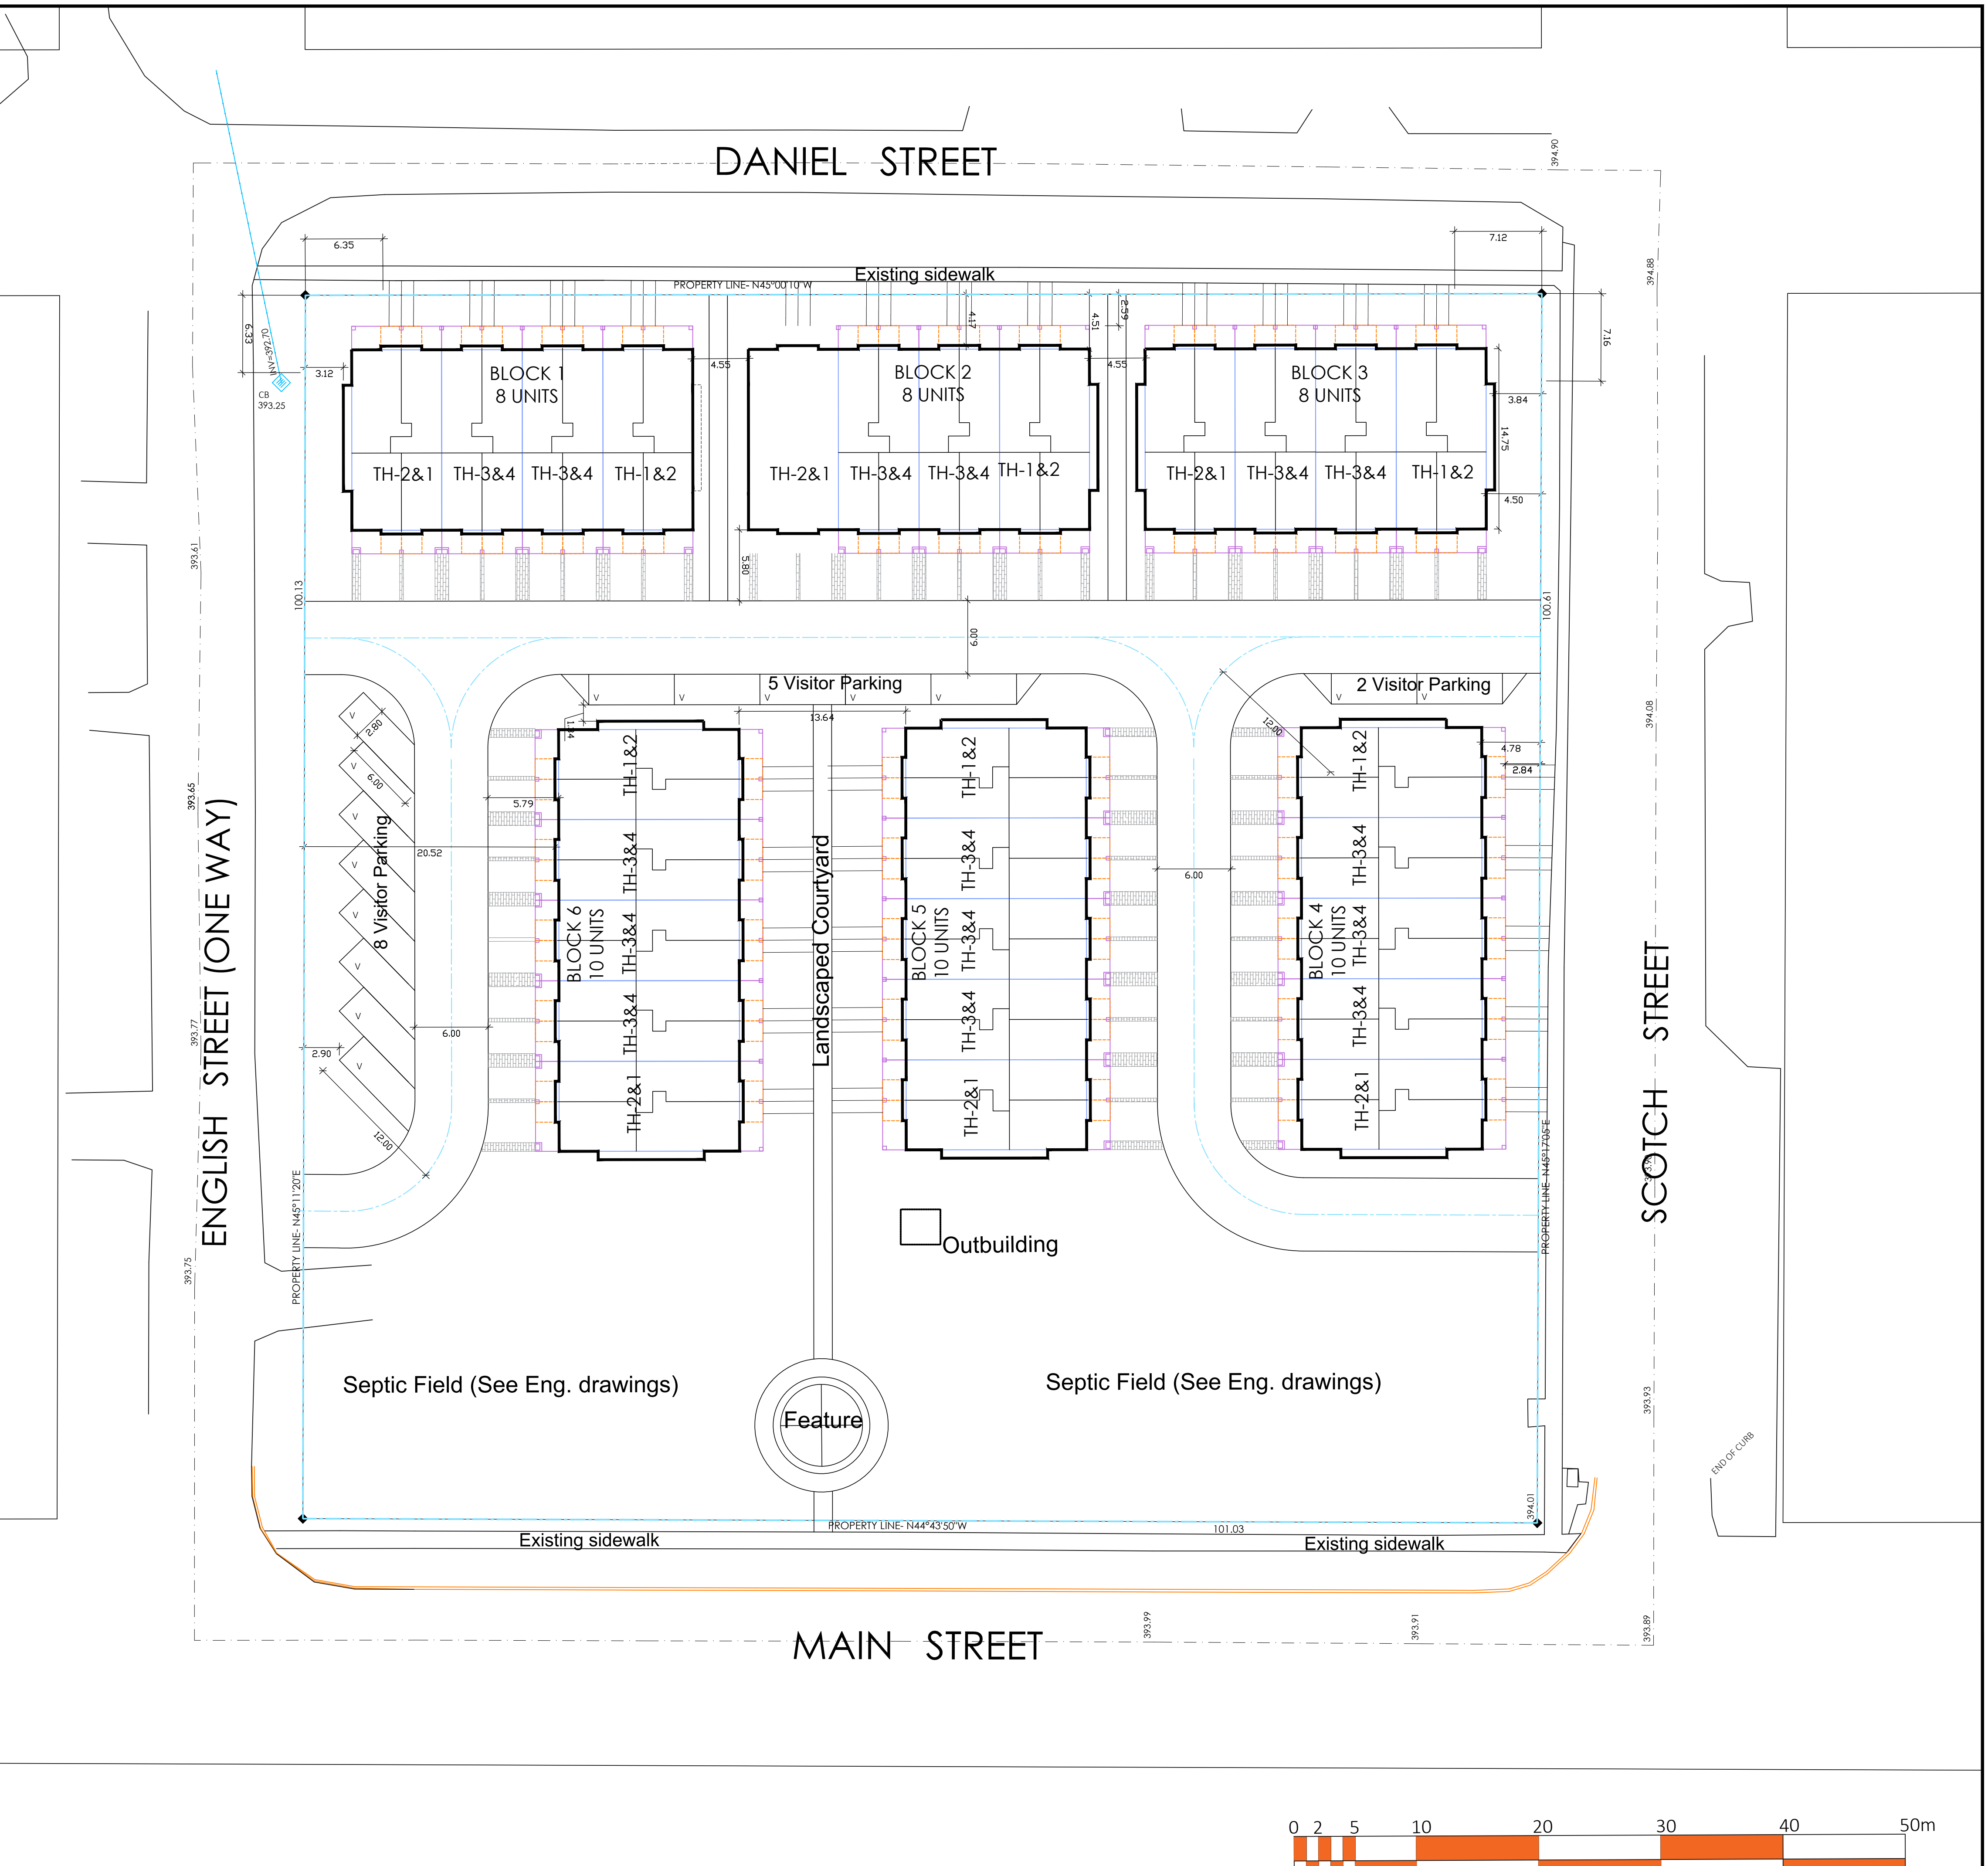 394.90
DANIEL STREET
6.35
7.12
394.88
Existing sidewalk
PROPERTY LINE- N45°00'10"W
6.33
INV=392.70
CB
393.25
3.12
4.17
4.51
2.59
7.16
BLOCK 1
8 UNITS
4.55
BLOCK 2
8 UNITS
4.55
BLOCK 3
8 UNITS
3.84
14.75
4.50
TH-2&1
TH-3&4
TH-3&4
TH-1&2
TH-2&1
TH-3&4
TH-3&4
TH-1&2
TH-2&1
TH-3&4
TH-3&4
TH-1&2
393.61
5.80
100.13
100.61
6.00
5 Visitor Parking
2 Visitor Parking
V
V
V
V
V
V
V
13.64
1.34
12.00
394.08
4.78
2.84
V
2.80
V
6.00
V
V
V
V
V
V
8 Visitor Parking
20.52
5.79
6.00
2.90
12.00
393.65
393.77
ENGLISH STREET (ONE WAY)
393.75
PROPERTY LINE- N45°11'20"E
BLOCK 6
10 UNITS
TH-1&2
TH-3&4
TH-3&4
TH-3&4
TH-2&1
Landscaped Courtyard
BLOCK 5
10 UNITS
TH-1&2
TH-3&4
TH-3&4
TH-3&4
TH-2&1
6.00
BLOCK 4
10 UNITS
TH-1&2
TH-3&4
TH-3&4
TH-3&4
TH-2&1
SCOTCH STREET
PROPERTY LINE- N45°17'05"E
Outbuilding
Septic Field (See Eng. drawings)
Septic Field (See Eng. drawings)
Feature
393.93
END OF CURB
394.01
PROPERTY LINE- N44°43'50"W
101.03
Existing sidewalk
Existing sidewalk
393.99
393.91
393.89
MAIN STREET
0 2 5 10 20 30 40 50m